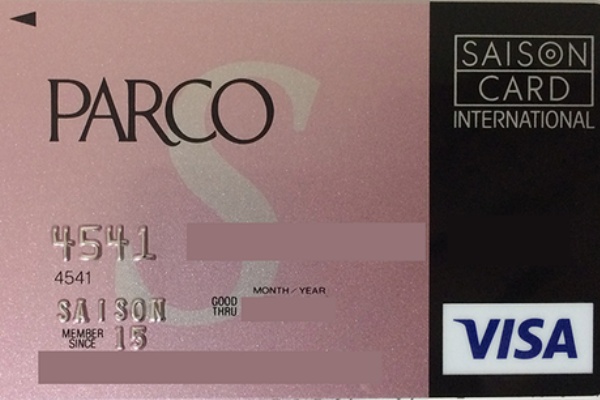 PARCO
SAISON
CARD
INTERNATIONAL
4541
4541
MONTH/YEAR
SAISON GOOD THRU
MEMBER SINCE 15
VISA